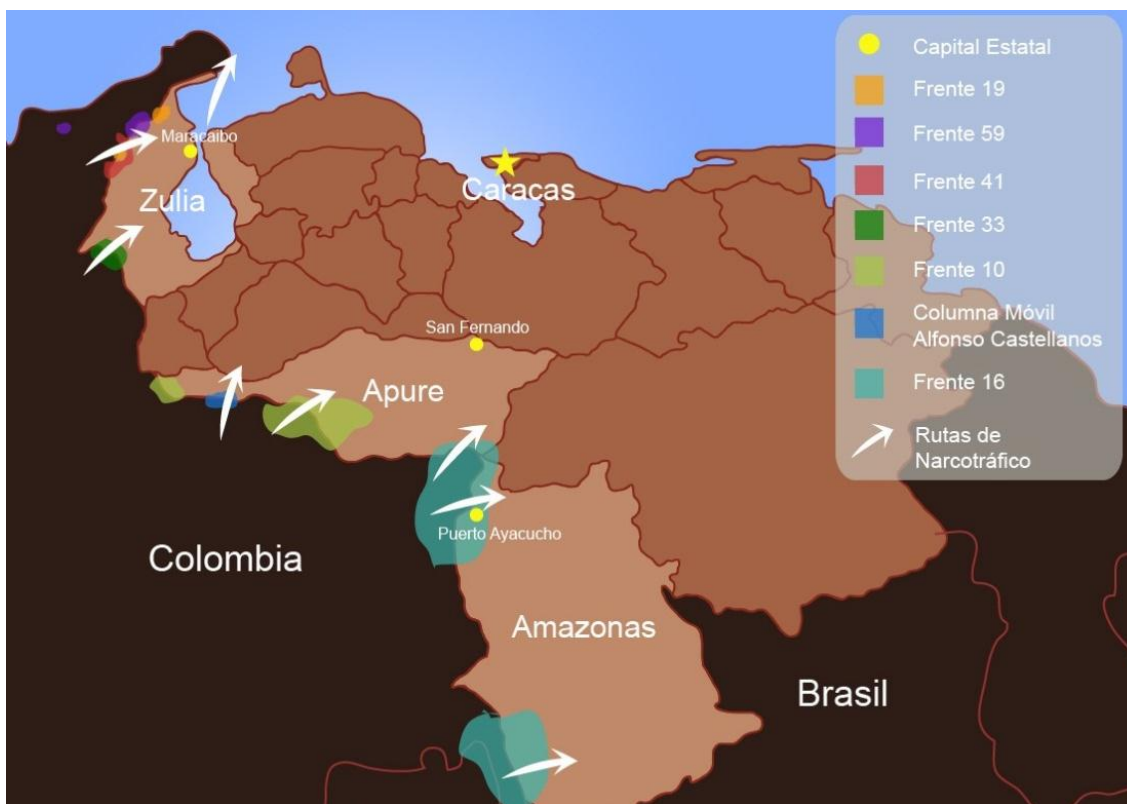 Capital Estatal
Frente 19
Frente 59
Frente 41
Frente 33
Frente 10
Columna Móvil
Alfonso Castellanos
Frente 16
Rutas de
Narcotráfico
Maracaibo
Zulia
Caracas
San Fernando
Apure
Puerto Ayacucho
Colombia
Amazonas
Brasil